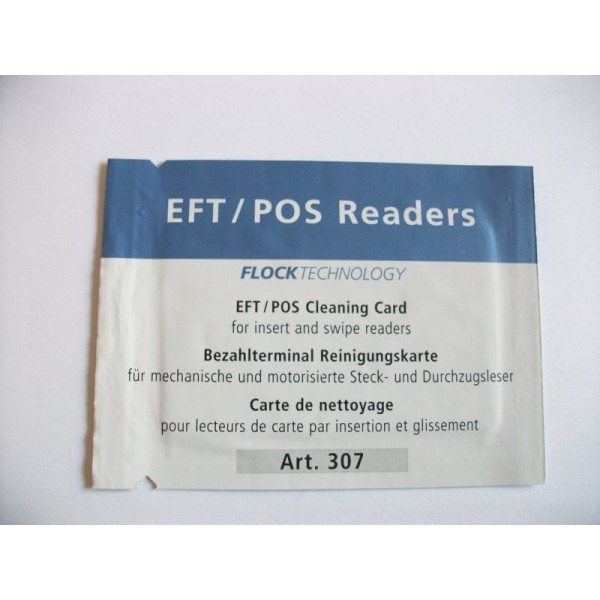 EFT / POS Readers
FLOCKTECHNOLOGY
EFT / POS Cleaning Card
for insert and swipe readers
Bezahlterminal Reinigungskarte
für mechanische und motorisierte Steck- und Durchzugsleser
Carte de nettoyage
pour lecteurs de carte par insertion et glissement
Art. 307